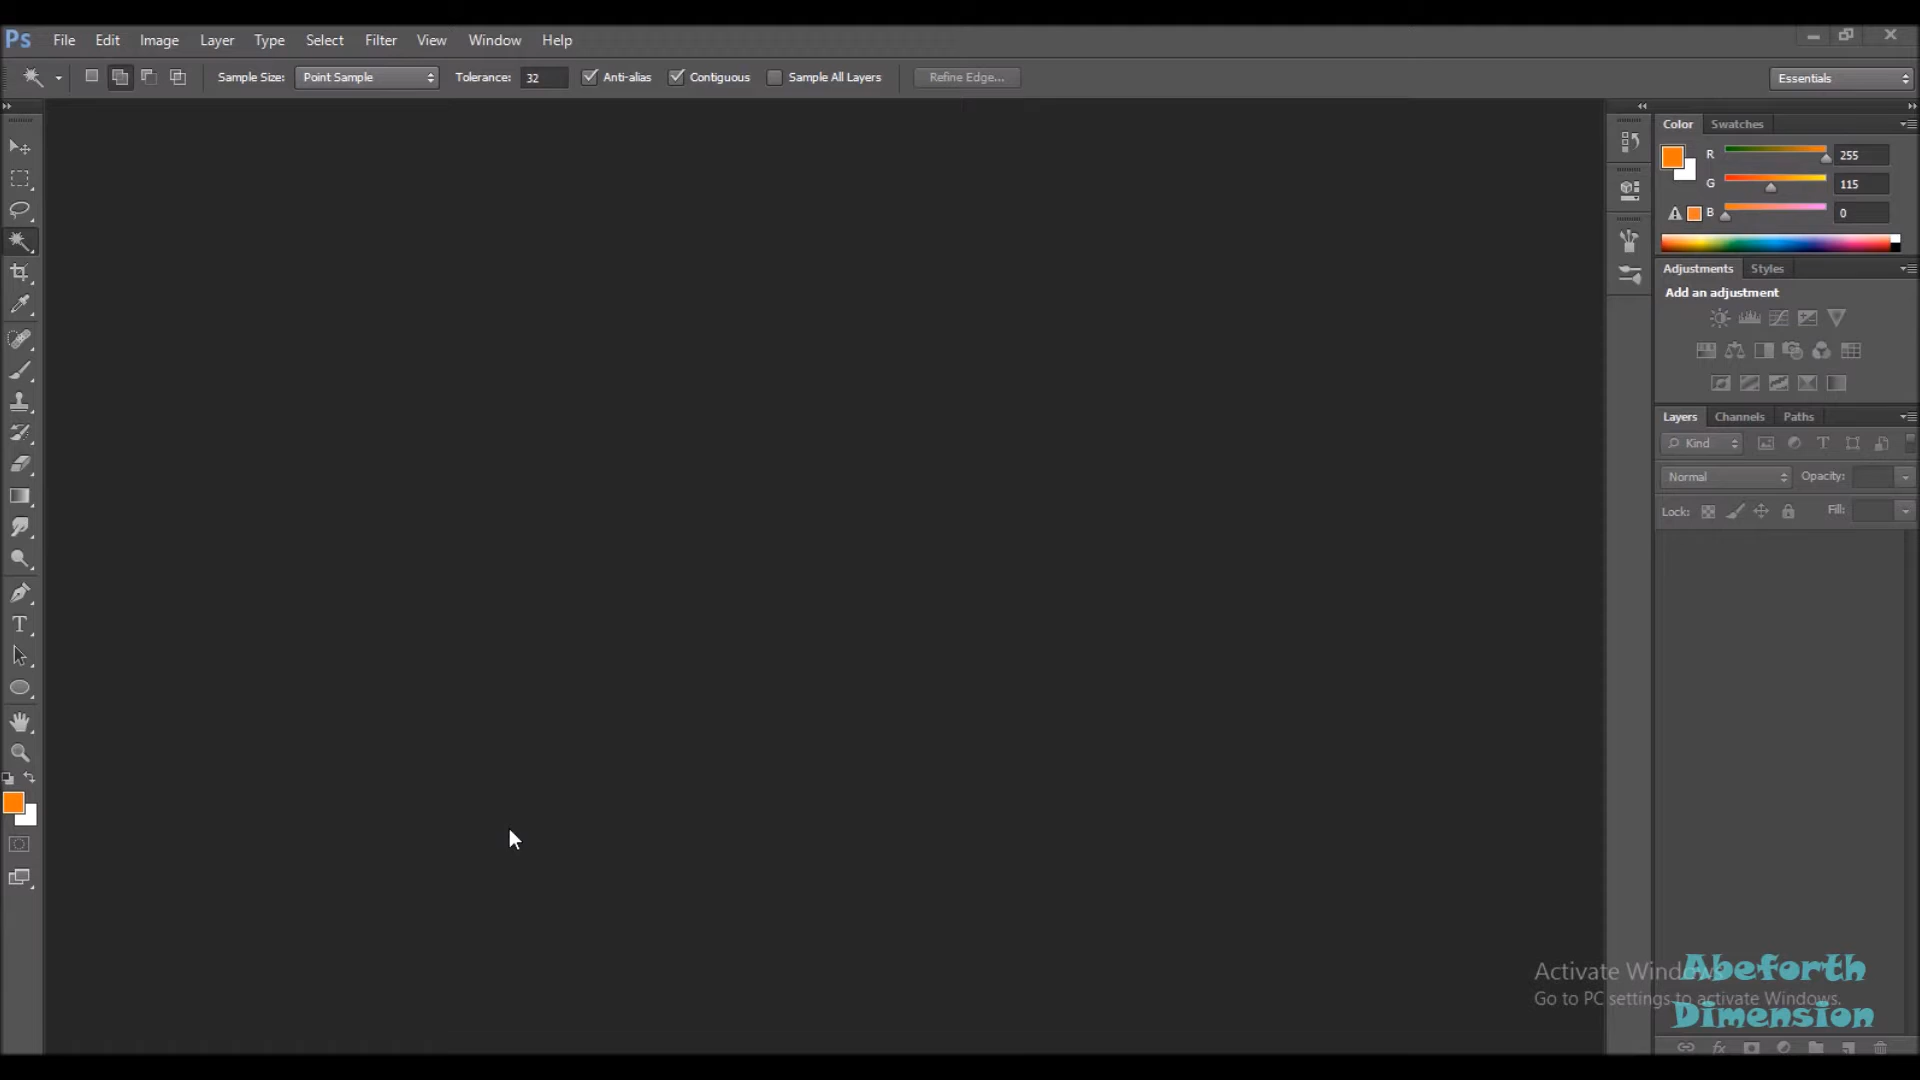 Ps File Edit Image Layer Type Select Filter View Window Help
Sample Size: Point Sample Tolerance: 32 Anti-alias Contiguous Sample All Layers Refine Edge... Essentials
Color Swatches
R 255
G 115
B 0
Adjustments Styles
Add an adjustment
Layers Channels Paths
Kind
Normal Opacity:
Lock: Fill:
Activate Windows
Go to PC settings to activate Windows.
Abeforth
Dimension